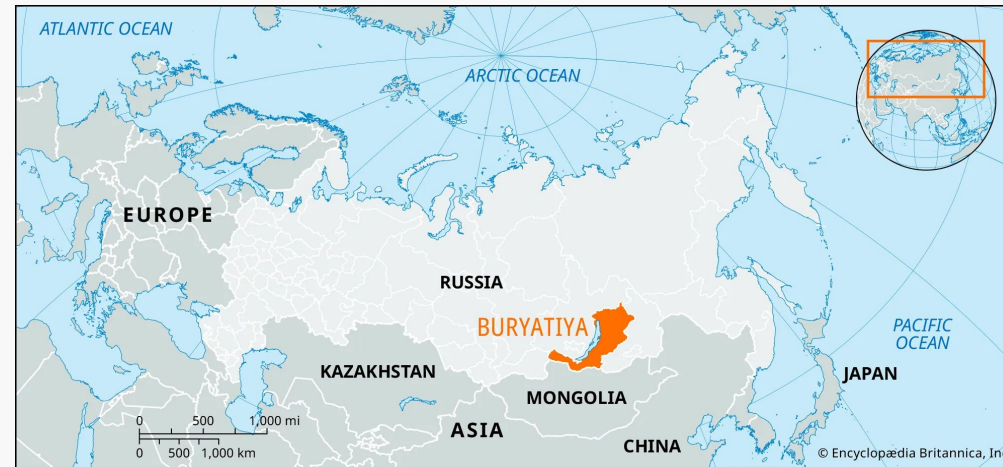 ATLANTIC OCEAN
ARCTIC OCEAN
EUROPE
RUSSIA
BURYATIYA
PACIFIC
OCEAN
KAZAKHSTAN
JAPAN
MONGOLIA
ASIA
CHINA
0 500 1,000 mi
0 500 1,000 km
© Encyclopædia Britannica, In